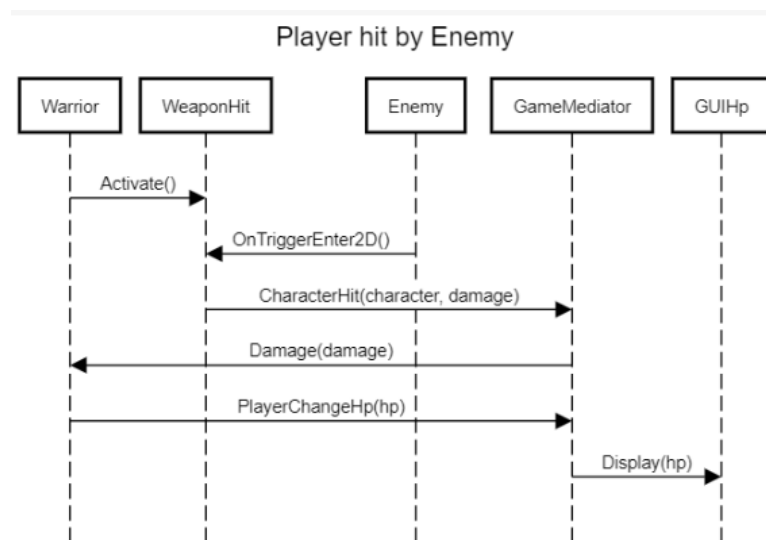 Player hit by Enemy
Warrior
WeaponHit
Enemy
GameMediator
GUIHp
Activate()
OnTriggerEnter2D()
CharacterHit(character, damage)
Damage(damage)
PlayerChangeHp(hp)
Display(hp)